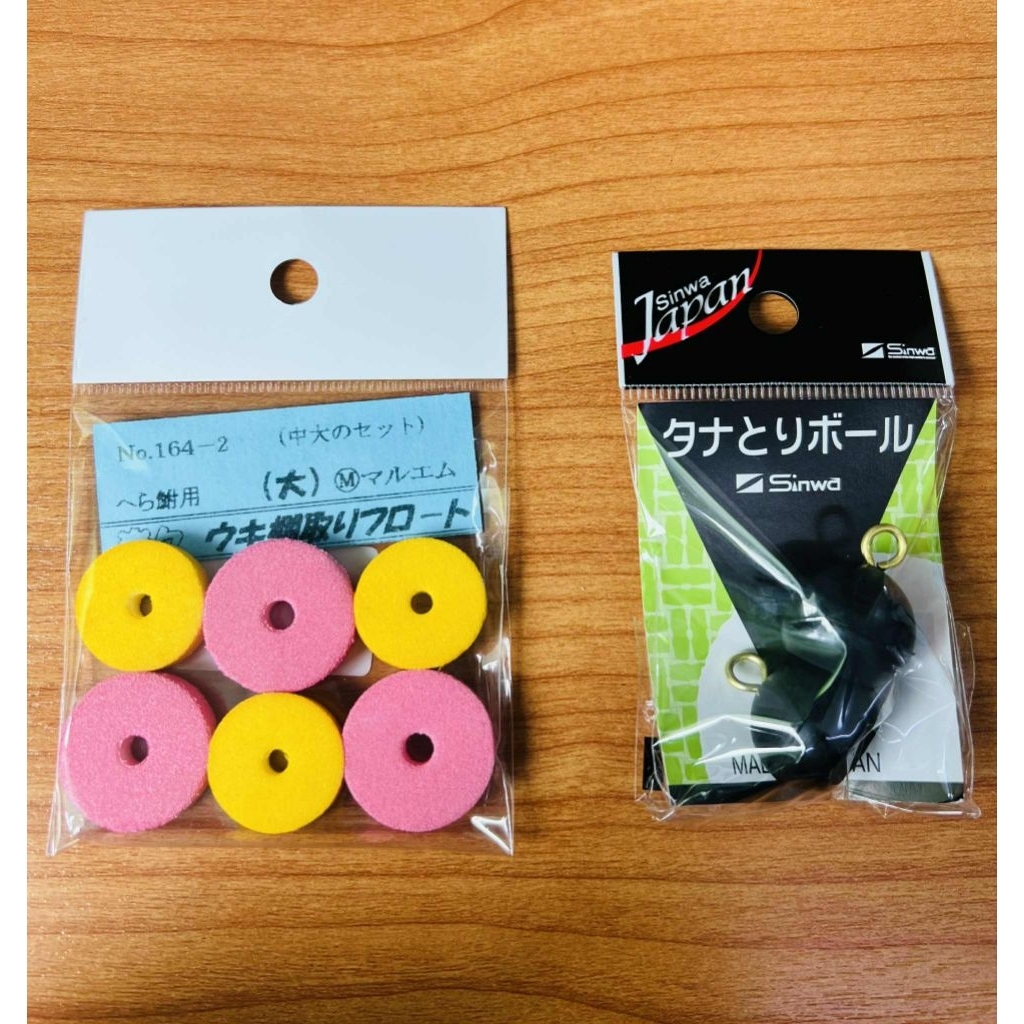 No.164-2 (中大のセット)
へら鮒用 (大) Ⓜマルエム
ウキ棚取りフロート
Sinwa
Japan
Sinwa
タナとりボール
Sinwa